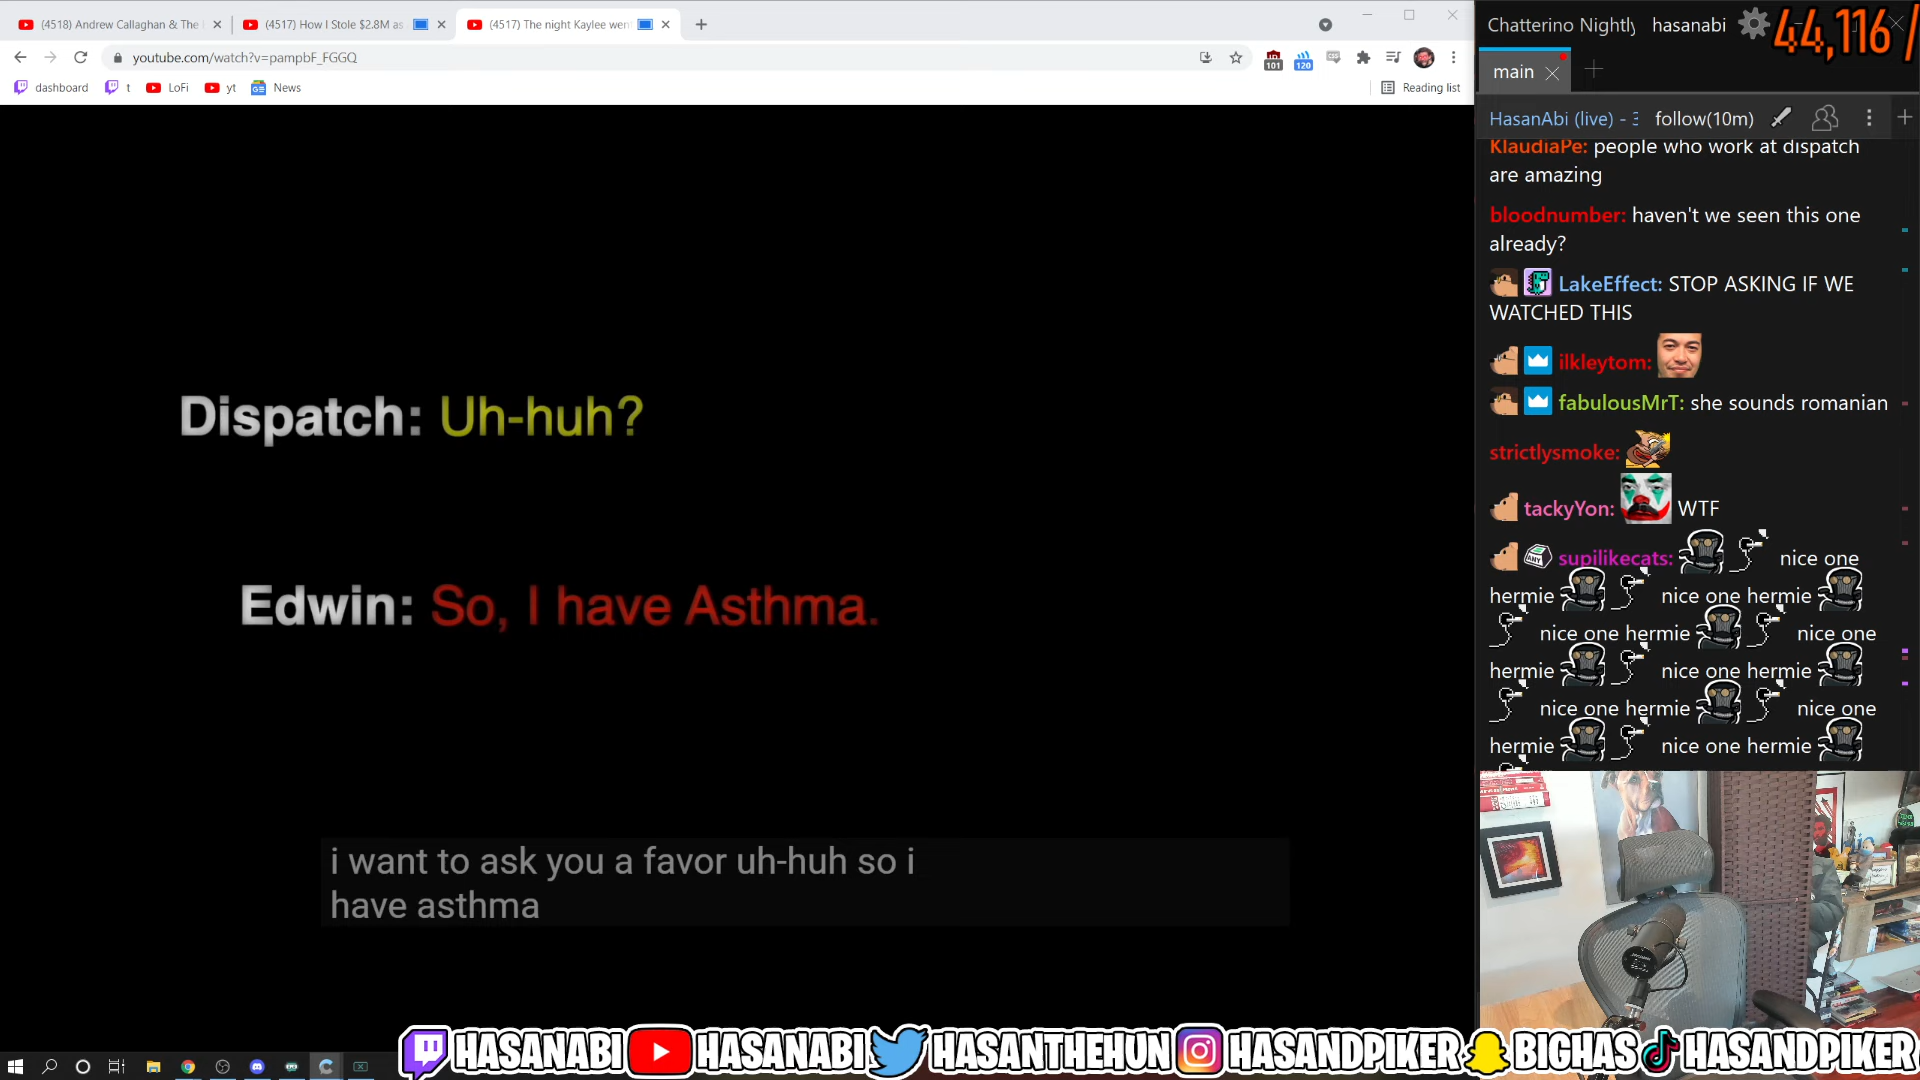 (4518) Andrew Callaghan & The
(4517) How I Stole $2.8M as
(4517) The night Kaylee wen
youtube.com/watch?v=pampbF_FGGQ
101
120
dashboard
t
LoFi
yt
News
Reading list
Dispatch: Uh-huh?
Edwin: So, I have Asthma.
i want to ask you a favor uh-huh so i
have asthma
Chatterino Nightly
hasanabi
44,116 /
main
HasanAbi (live) - 3
follow(10m)
KlaudiaPe: people who work at dispatch
are amazing
bloodnumber: haven't we seen this one
already?
LakeEffect: STOP ASKING IF WE
WATCHED THIS
ilkleytom:
fabulousMrT: she sounds romanian
strictlysmoke:
tackyYon: WTF
supilikecats: nice one
hermie nice one hermie
nice one hermie nice one
hermie nice one hermie
nice one hermie nice one
hermie nice one hermie
HASANABI HASANABI HASANTHEHUN HASANDPIKER BIGHAS HASANDPIKER